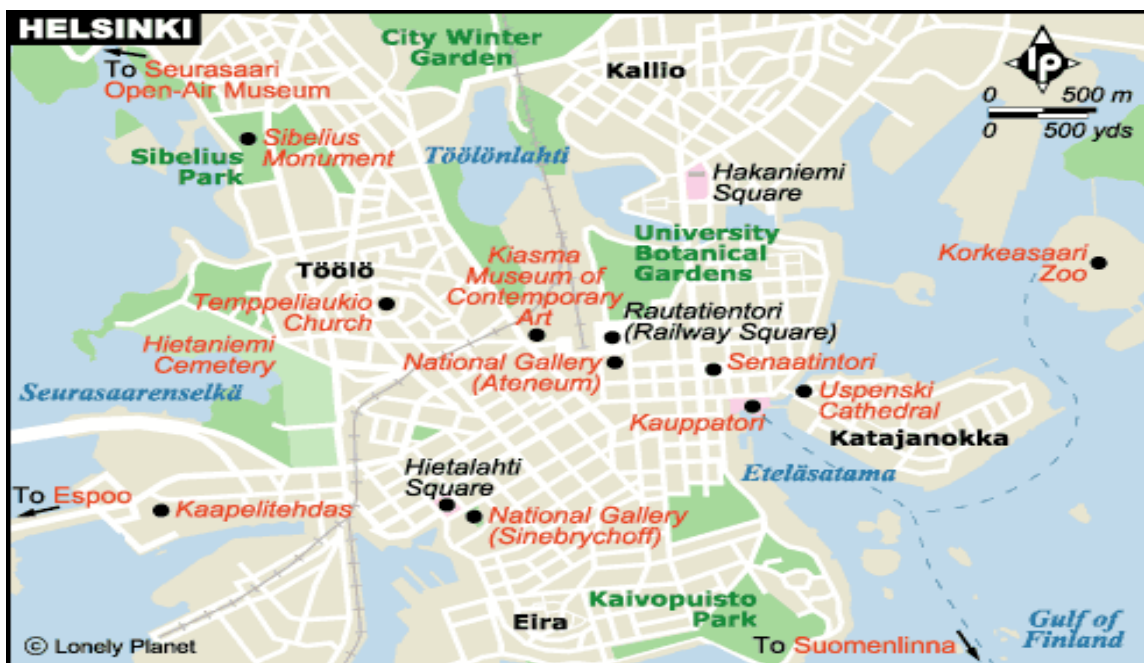 HELSINKI
To Seurasaari
Open-Air Museum
City Winter
Garden
Kallio
lp
0 500 m
0 500 yds
Sibelius
Monument
Sibelius
Park
Töölönlahti
Hakaniemi
Square
University
Botanical
Gardens
Korkeasaari
Zoo
Töölö
Kiasma
Museum of
Contemporary
Art
Temppeliaukio
Church
Rautatientori
(Railway Square)
Hietaniemi
Cemetery
National Gallery
(Ateneum)
Senaatintori
Seurasaarenselkä
Uspenski
Cathedral
Kauppatori
Katajanokka
Hietalahti
Square
Eteläsatama
To Espoo
Kaapelitehdas
National Gallery
(Sinebrychoff)
Kaivopuisto
Park
Eira
Gulf of
Finland
To Suomenlinna
© Lonely Planet